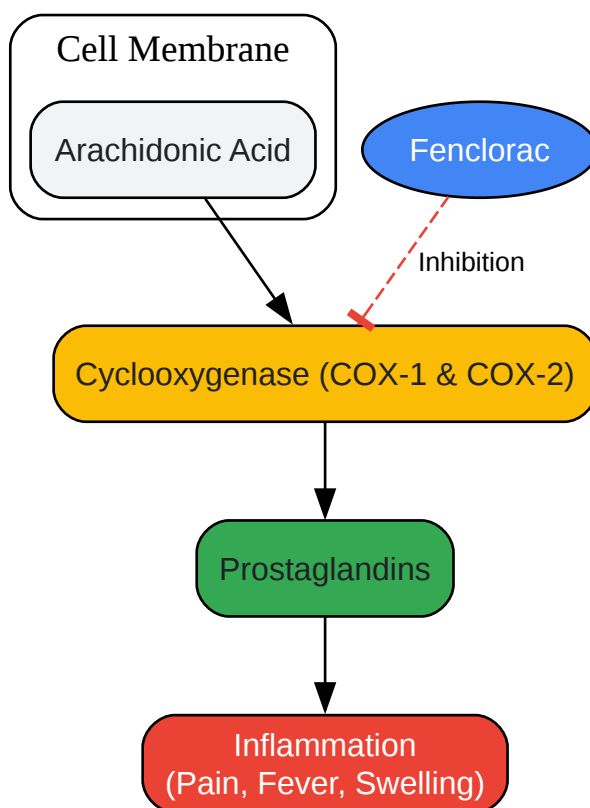 Cell Membrane
Arachidonic Acid
Fenclorac
Inhibition
Cyclooxygenase (COX-1 & COX-2)
Prostaglandins
Inflammation
(Pain, Fever, Swelling)